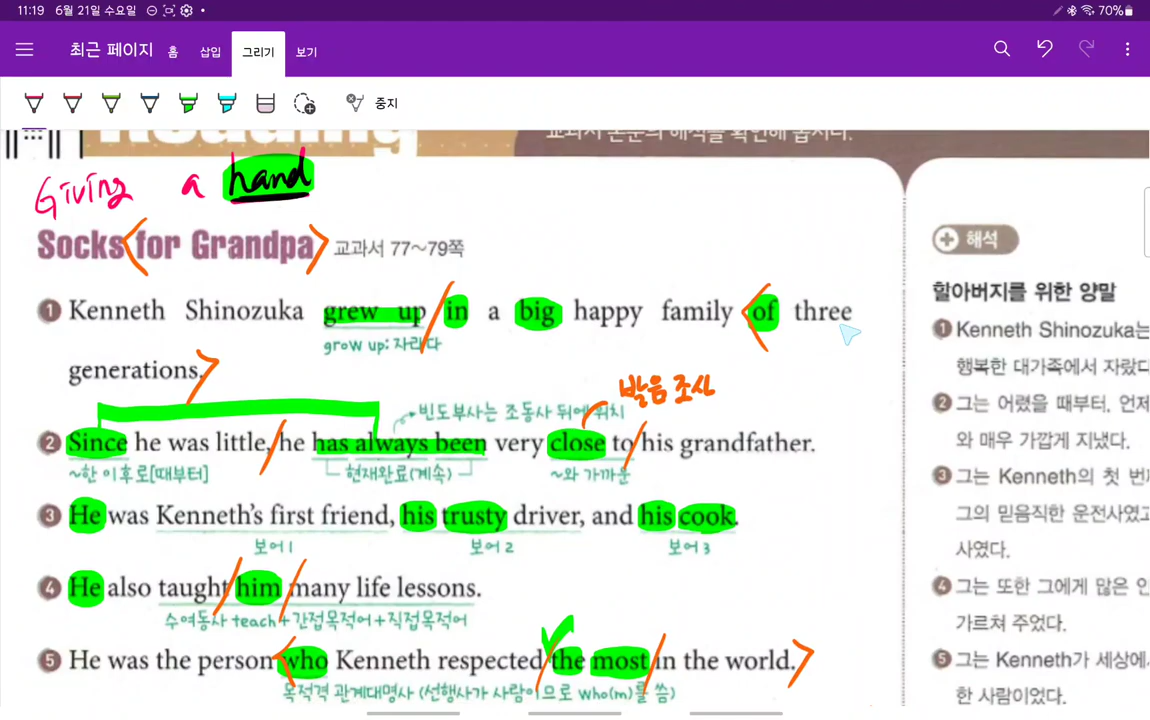 11:19 6월 21일 수요일 70%
최근 페이지 홈 삽입 그리기 보기
중지
Reading 교과서 본문의 해석을 확인해 봅시다.
Giving a hand
Socks for Grandpa 교과서 77~79쪽
해석
할아버지를 위한 양말
1 Kenneth Shinozuka grew up in a big happy family of three
grow up: 자라다
generations.
발음 조사
빈도부사는 조동사 뒤에 위치
2 Since he was little, he has always been very close to his grandfather.
~한 이후로[때부터] 현재완료(계속) ~와 가까운
3 He was Kenneth's first friend, his trusty driver, and his cook.
보어 1 보어 2 보어 3
4 He also taught him many life lessons.
수여동사 teach+간접목적어+직접목적어
5 He was the person who Kenneth respected the most in the world.
목적격 관계대명사 (선행사가 사람이므로 who(m)를 씀)
1 Kenneth Shinozuka는
행복한 대가족에서 자랐다
2 그는 어렸을 때부터, 언제
와 매우 가깝게 지냈다.
3 그는 Kenneth의 첫 번
그의 믿음직한 운전사였고
사였다.
4 그는 또한 그에게 많은 인
가르쳐 주었다.
5 그는 Kenneth가 세상에서
한 사람이었다.